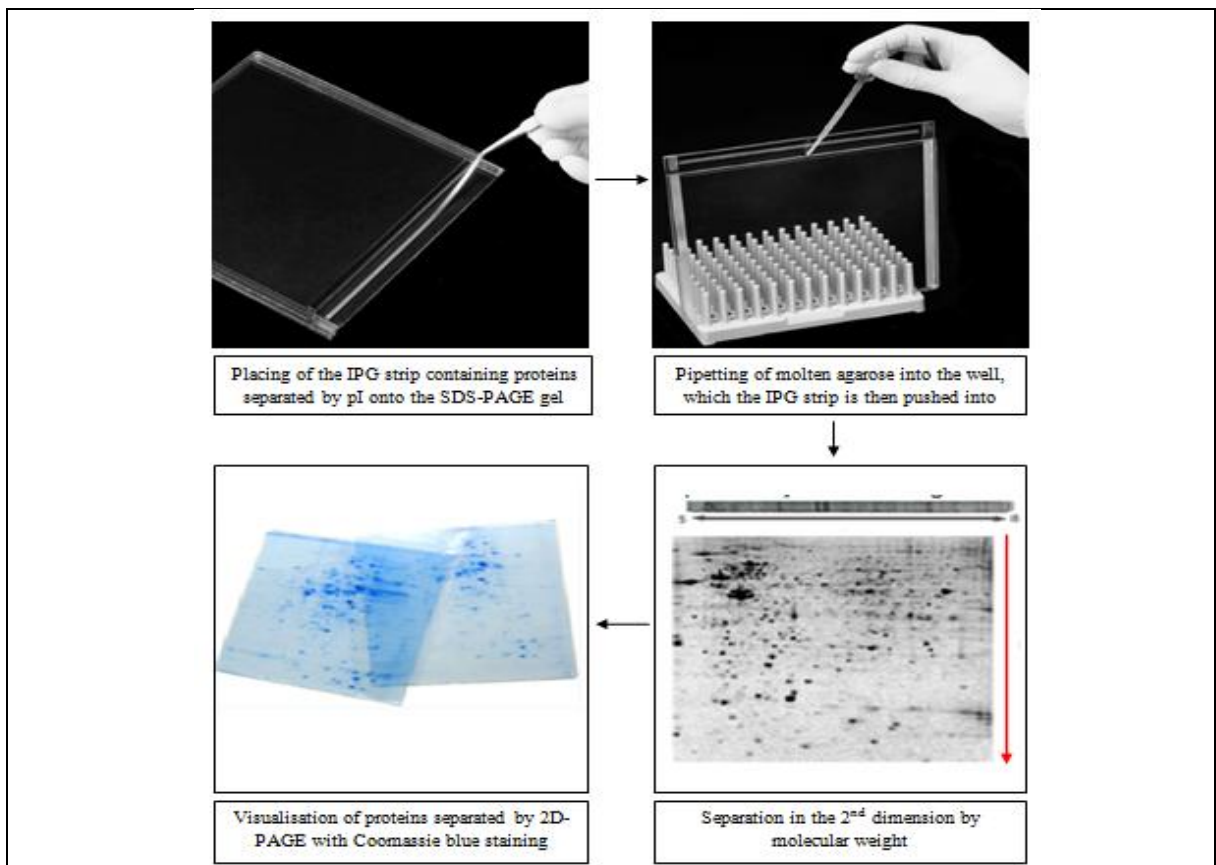 Placing of the IPG strip containing proteins
separated by pI onto the SDS-PAGE gel
Pipetting of molten agarose into the well,
which the IPG strip is then pushed into
Visualisation of proteins separated by 2D-
PAGE with Coomassie blue staining
Separation in the 2nd dimension by
molecular weight